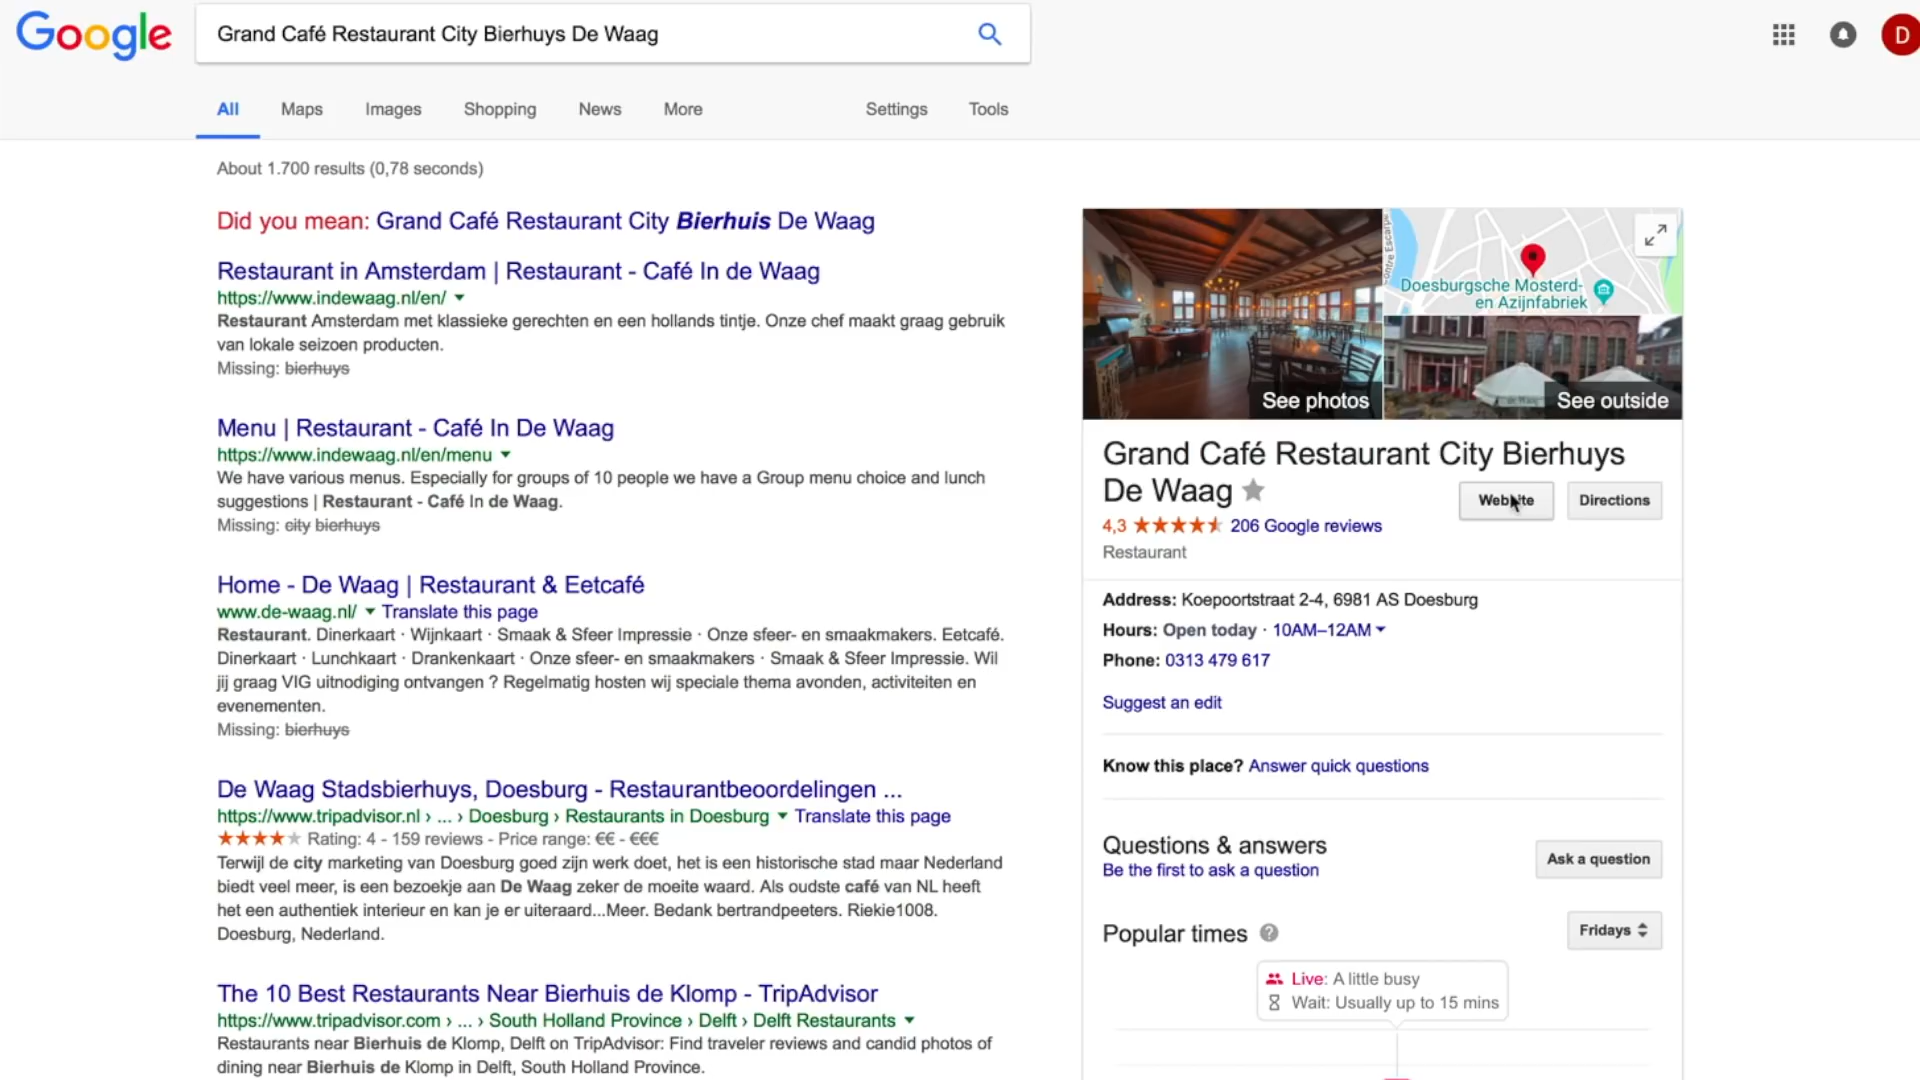 Google
Grand Café Restaurant City Bierhuys De Waag
D
All
Maps
Images
Shopping
News
More
Settings
Tools
About 1.700 results (0,78 seconds)
Did you mean: Grand Café Restaurant City Bierhuis De Waag
Restaurant in Amsterdam | Restaurant - Café In de Waag
https://www.indewaag.nl/en/
Restaurant Amsterdam met klassieke gerechten en een hollands tintje. Onze chef maakt graag gebruik
van lokale seizoen producten.
Missing: bierhuys
Menu | Restaurant - Café In De Waag
https://www.indewaag.nl/en/menu
We have various menus. Especially for groups of 10 people we have a Group menu choice and lunch
suggestions | Restaurant - Café In de Waag.
Missing: city bierhuys
Home - De Waag | Restaurant & Eetcafé
www.de-waag.nl/ Translate this page
Restaurant. Dinerkaart · Wijnkaart · Smaak & Sfeer Impressie · Onze sfeer- en smaakmakers. Eetcafé.
Dinerkaart · Lunchkaart · Drankenkaart · Onze sfeer- en smaakmakers · Smaak & Sfeer Impressie. Wil
jij graag VIG uitnodiging ontvangen ? Regelmatig hosten wij speciale thema avonden, activiteiten en
evenementen.
Missing: bierhuys
De Waag Stadsbierhuys, Doesburg - Restaurantbeoordelingen ...
https://www.tripadvisor.nl › ... › Doesburg › Restaurants in Doesburg Translate this page
Rating: 4 - 159 reviews - Price range: €€ - €€€
Terwijl de city marketing van Doesburg goed zijn werk doet, het is een historische stad maar Nederland
biedt veel meer, is een bezoekje aan De Waag zeker de moeite waard. Als oudste café van NL heeft
het een authentiek interieur en kan je er uiteraard...Meer. Bedank bertrandpeeters. Riekie1008.
Doesburg, Nederland.
The 10 Best Restaurants Near Bierhuis de Klomp - TripAdvisor
https://www.tripadvisor.com › ... › South Holland Province › Delft › Delft Restaurants
Restaurants near Bierhuis de Klomp, Delft on TripAdvisor: Find traveler reviews and candid photos of
dining near Bierhuis de Klomp in Delft, South Holland Province.
Doesburgsche Mosterd-
en Azijnfabriek
See photos
See outside
Grand Café Restaurant City Bierhuys
De Waag
Website
Directions
4,3 206 Google reviews
Restaurant
Address: Koepoortstraat 2-4, 6981 AS Doesburg
Hours: Open today · 10AM–12AM
Phone: 0313 479 617
Suggest an edit
Know this place? Answer quick questions
Questions & answers
Be the first to ask a question
Ask a question
Popular times
Fridays
Live: A little busy
Wait: Usually up to 15 mins